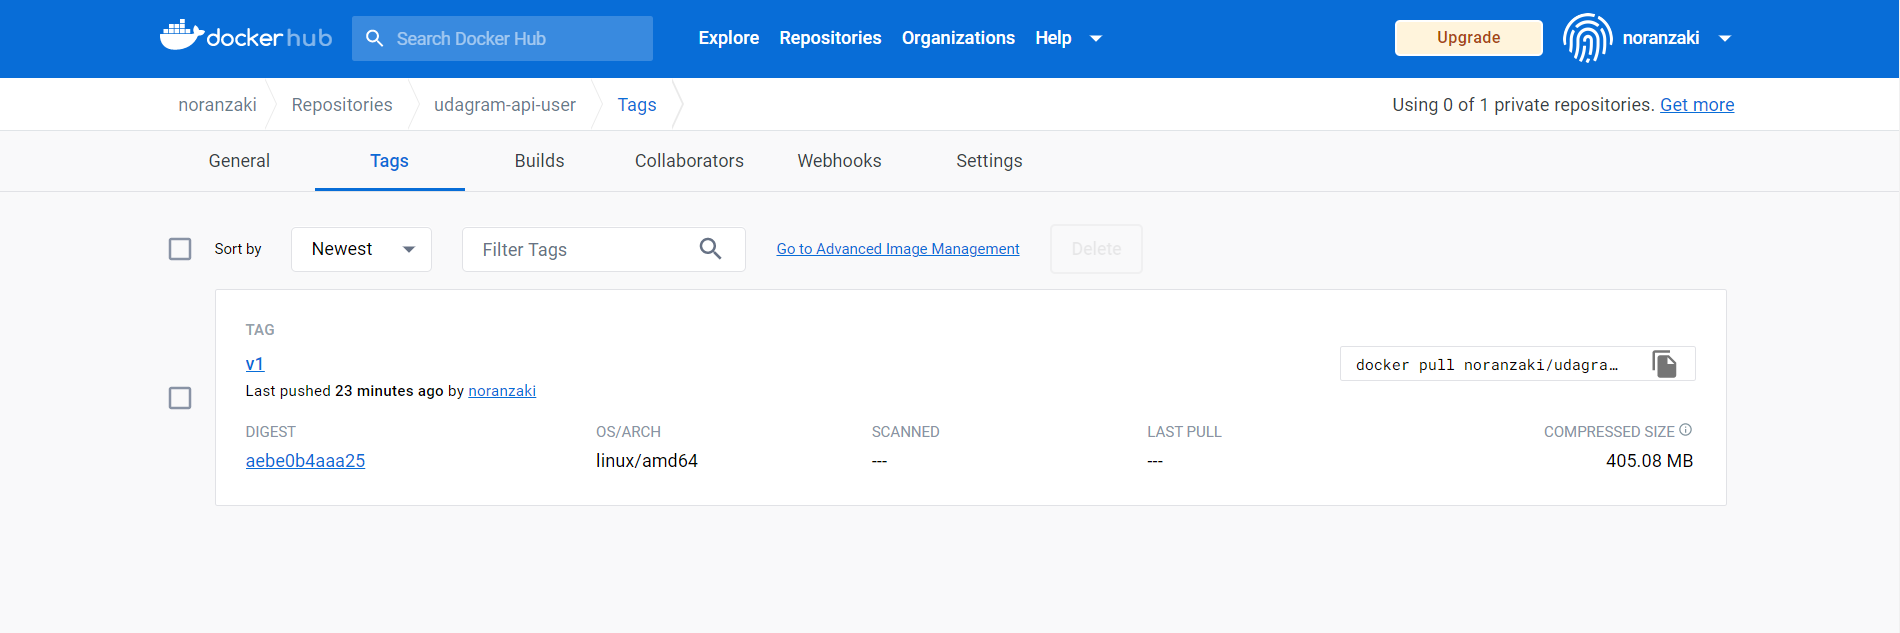 docker hub Search Docker Hub Explore Repositories Organizations Help Upgrade noranzaki
noranzaki Repositories udagram-api-user Tags Using 0 of 1 private repositories. Get more
General Tags Builds Collaborators Webhooks Settings
Sort by Newest Filter Tags Go to Advanced Image Management Delete
TAG
v1 docker pull noranzaki/udagra…
Last pushed 23 minutes ago by noranzaki
DIGEST OS/ARCH SCANNED LAST PULL COMPRESSED SIZE
aebe0b4aaa25 linux/amd64 --- --- 405.08 MB